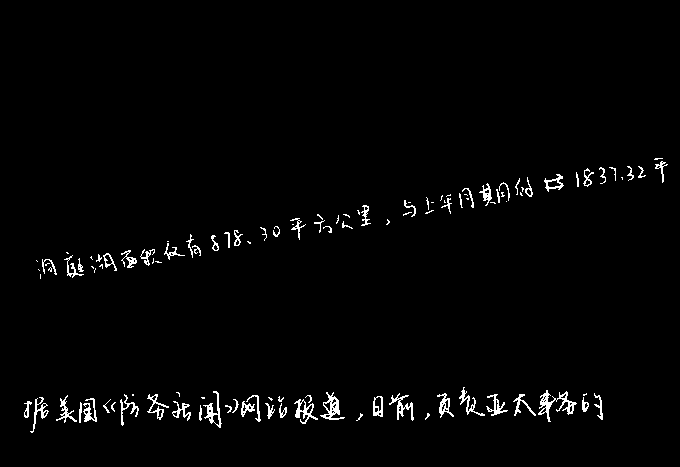 洞庭湖面积仅有878.30平方公里，与上年同期同付1837.32平
据美国《防务新闻》网站报道，日前，负责亚太事务的